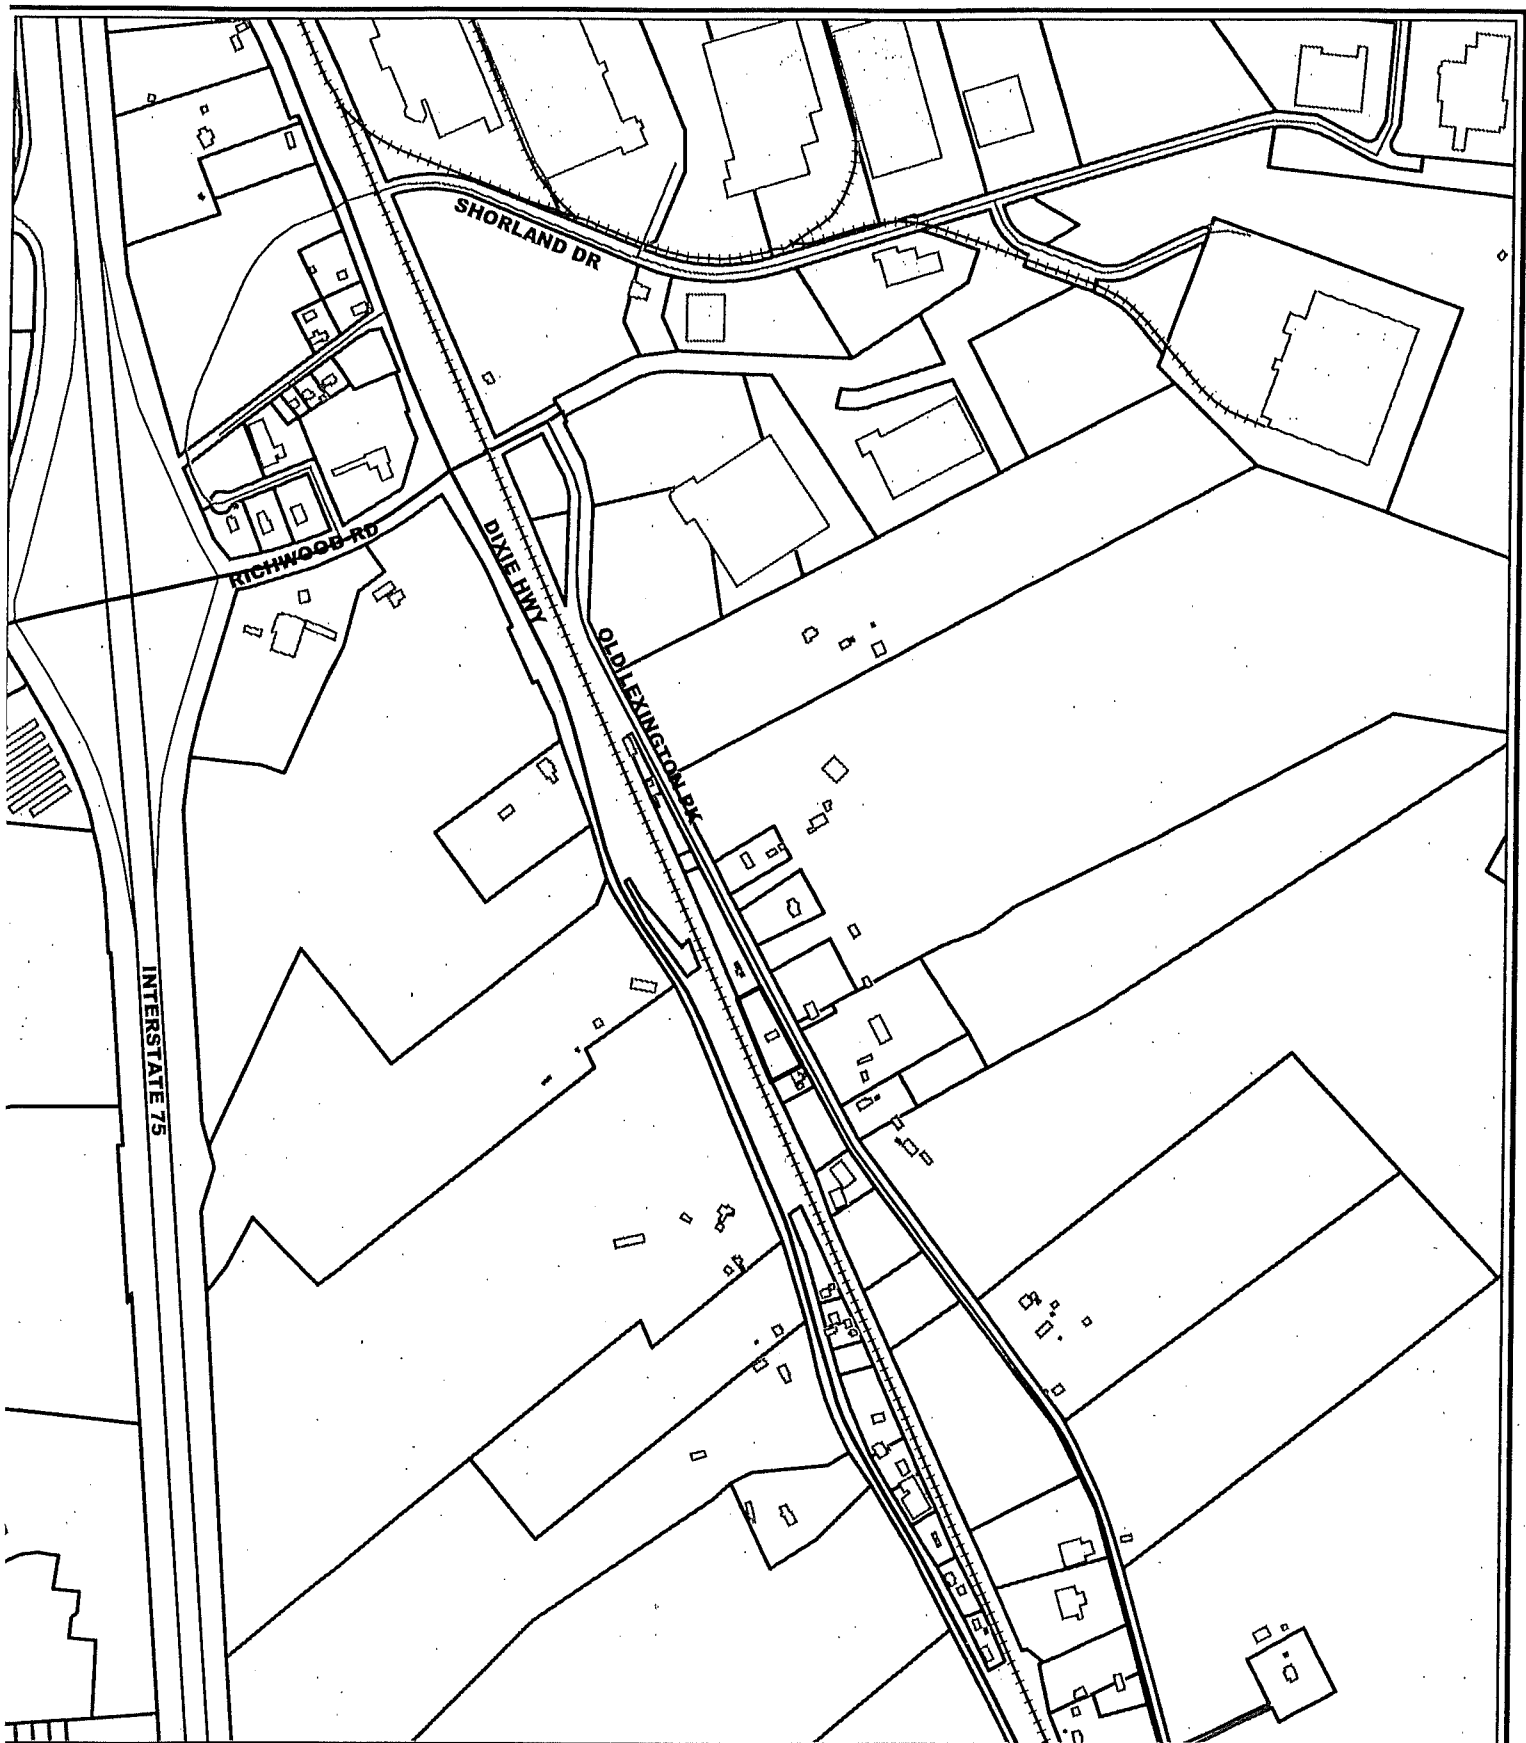 SHORLAND DR
RICHWOOD RD
DIXIE HWY
OLD LEXINGTON PK
INTERSTATE 75